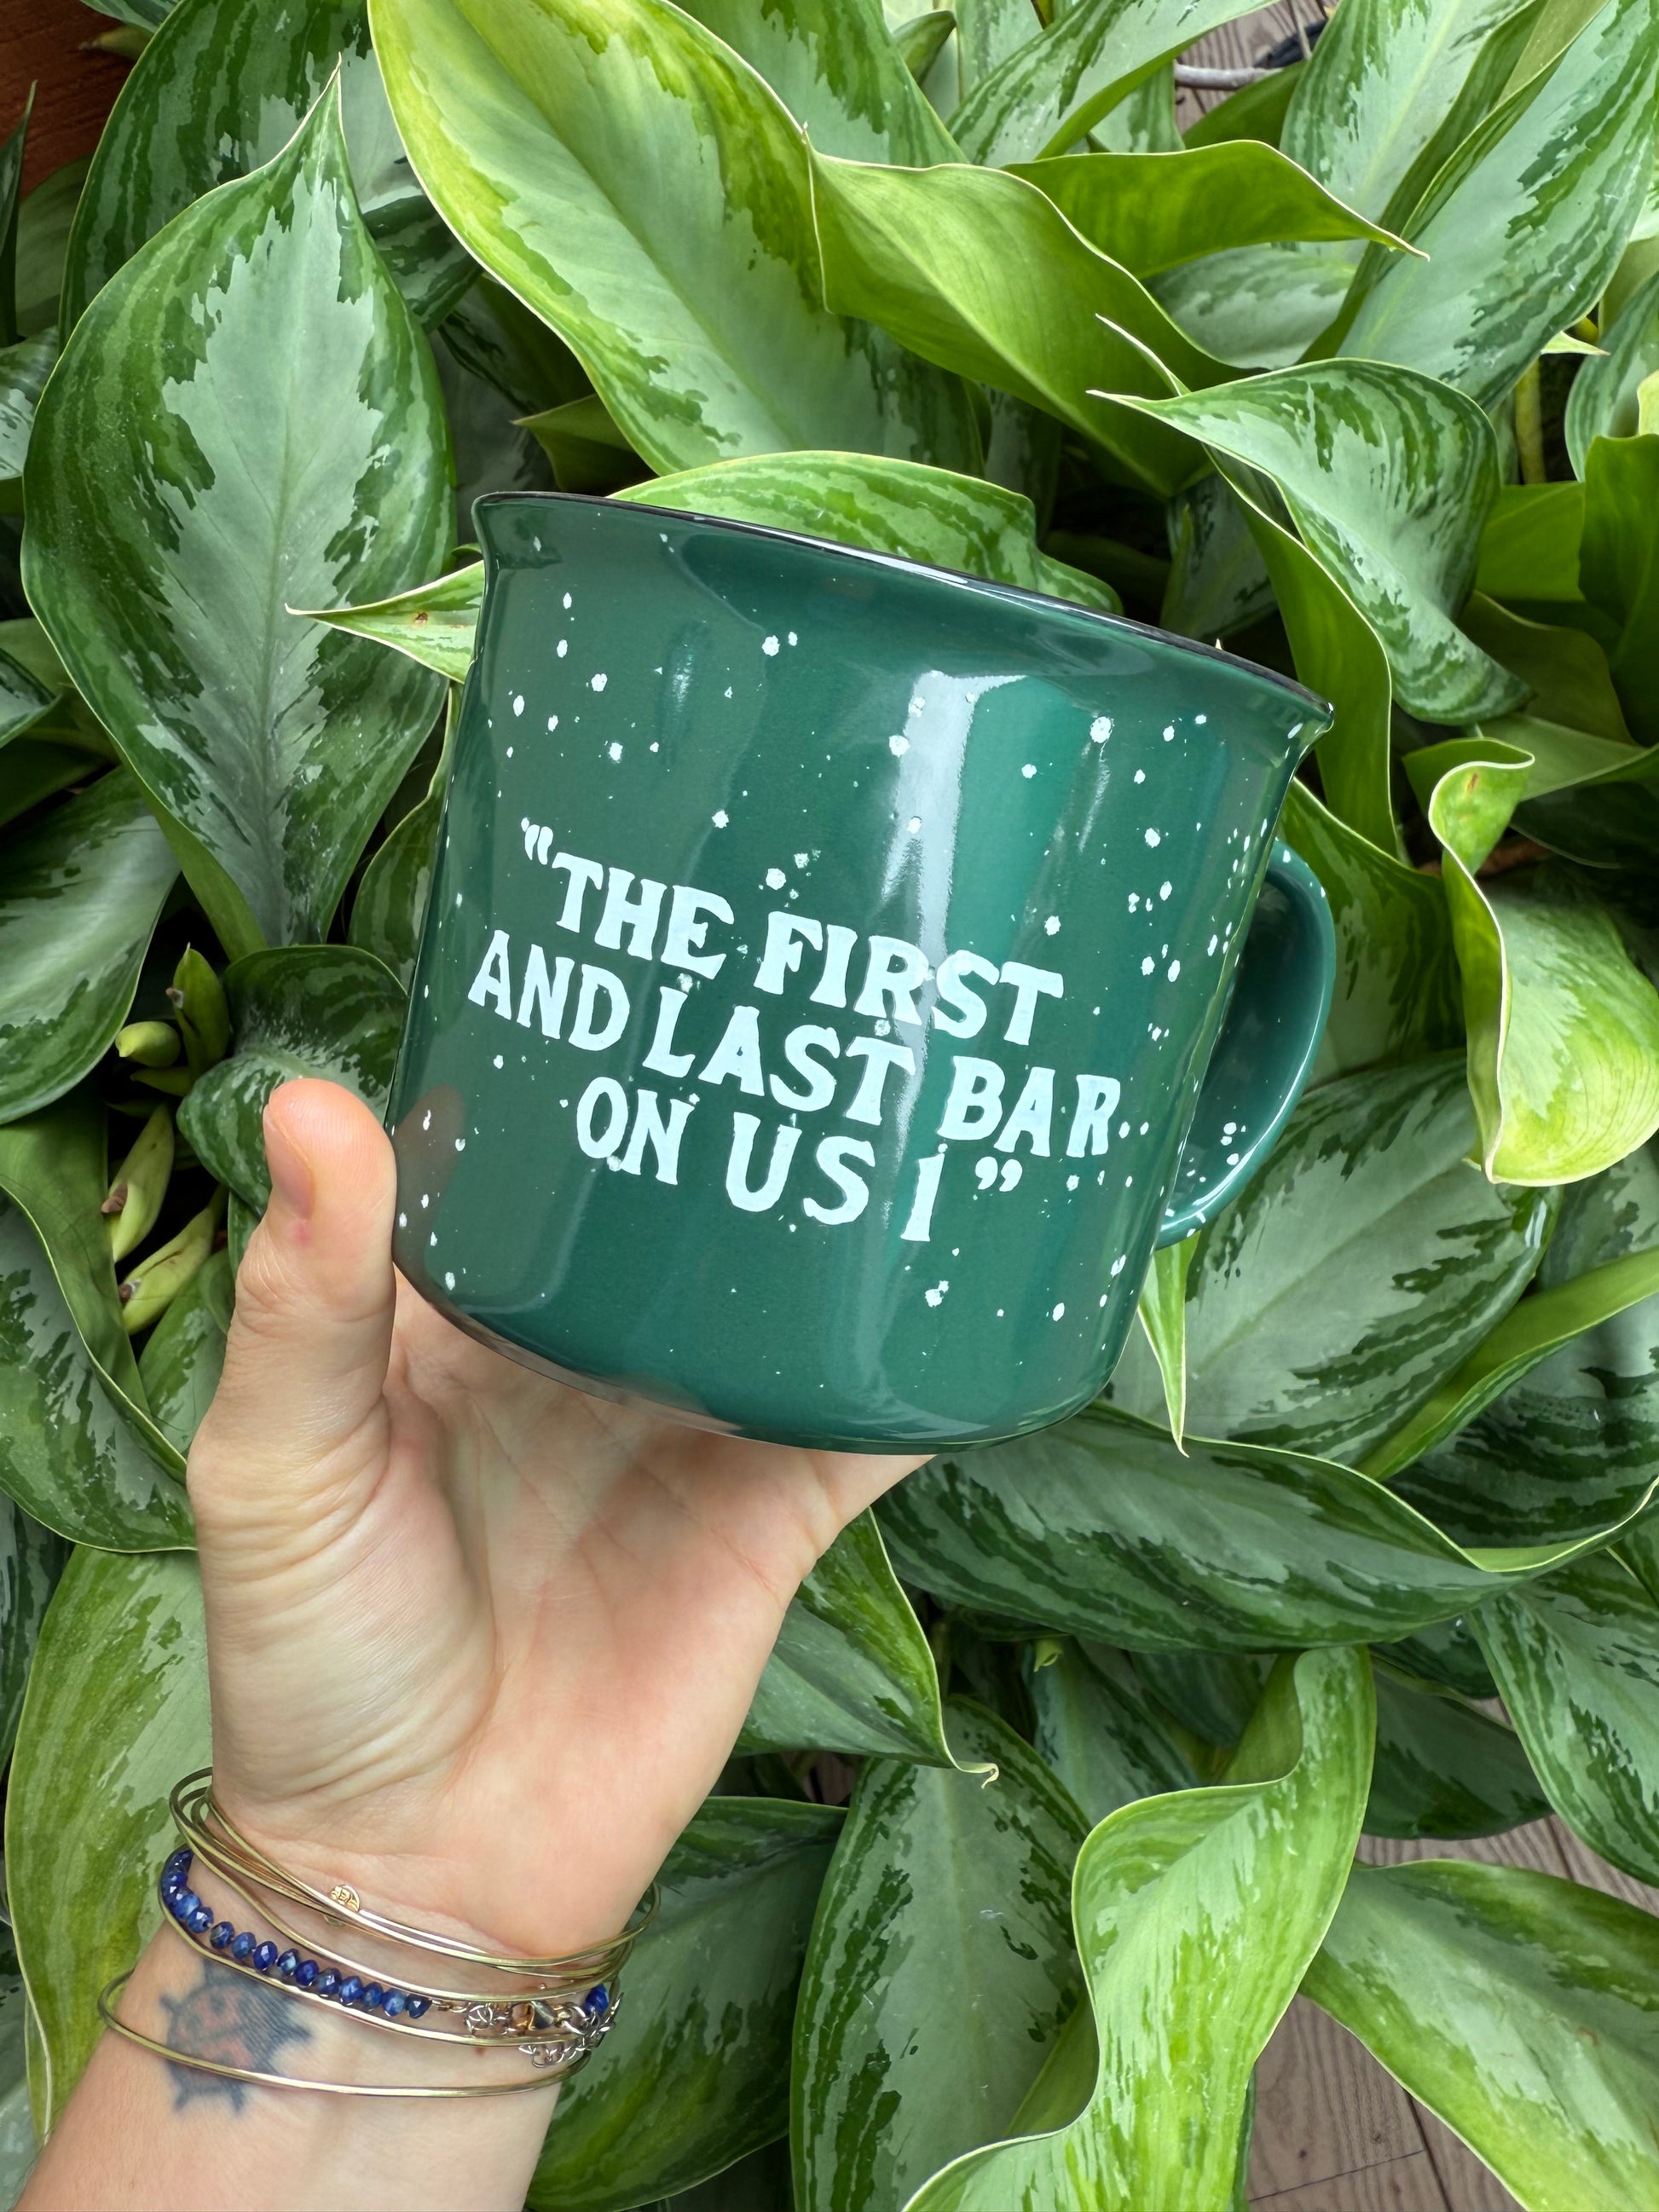 "THE FIRST
AND LAST BAR
ON US 1"